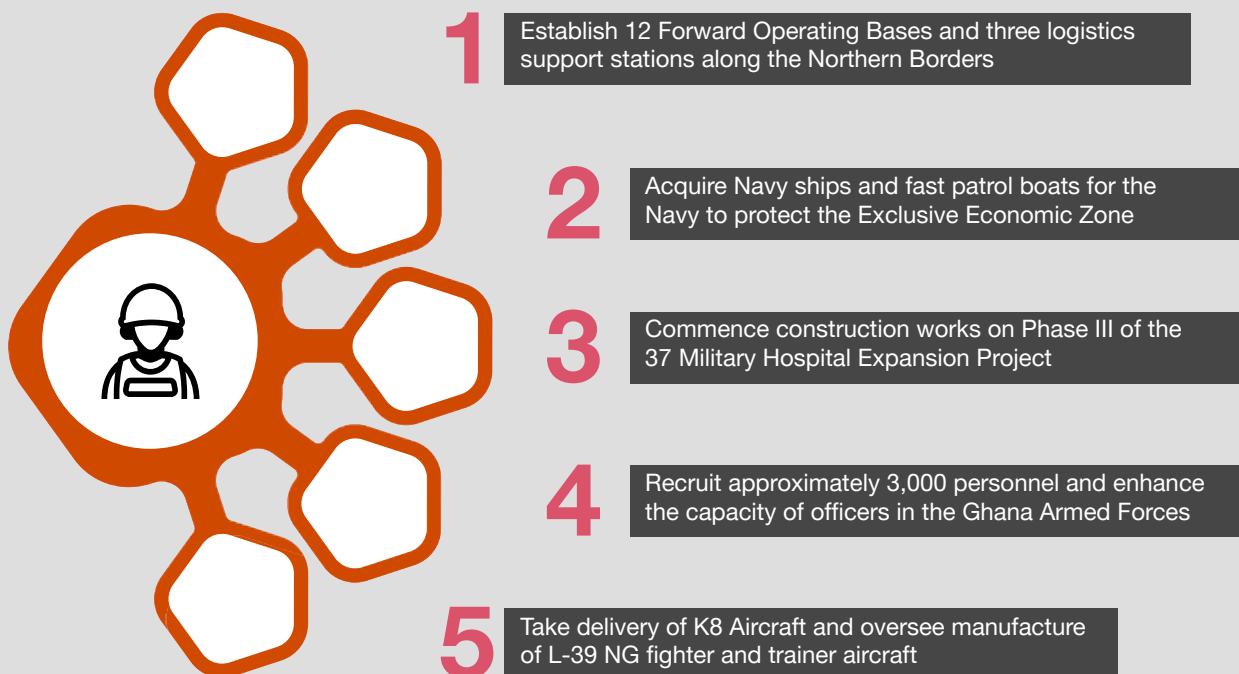 1
Establish 12 Forward Operating Bases and three logistics
support stations along the Northern Borders
2
Acquire Navy ships and fast patrol boats for the
Navy to protect the Exclusive Economic Zone
3
Commence construction works on Phase III of the
37 Military Hospital Expansion Project
4
Recruit approximately 3,000 personnel and enhance
the capacity of officers in the Ghana Armed Forces
5
Take delivery of K8 Aircraft and oversee manufacture
of L-39 NG fighter and trainer aircraft